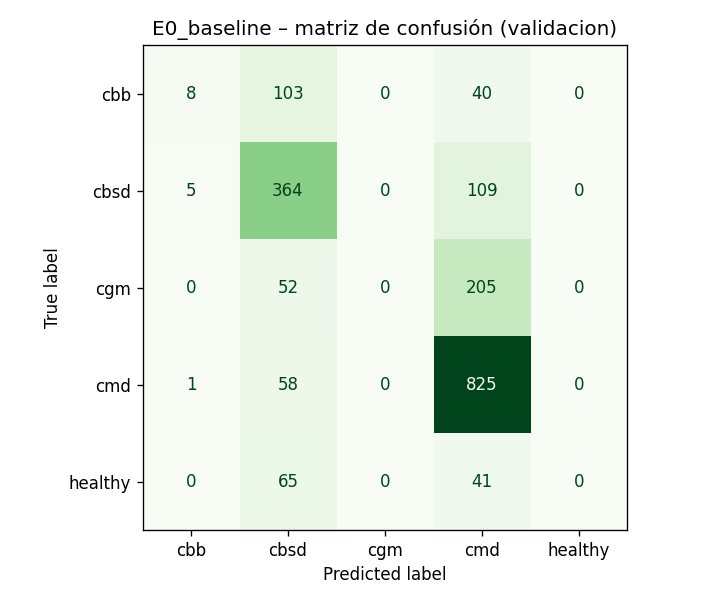 E0_baseline – matriz de confusión (validacion)
cbb 8 103 0 40 0
cbsd 5 364 0 109 0
cgm 0 52 0 205 0
cmd 1 58 0 825 0
healthy 0 65 0 41 0
cbb cbsd cgm cmd healthy
Predicted label
True label